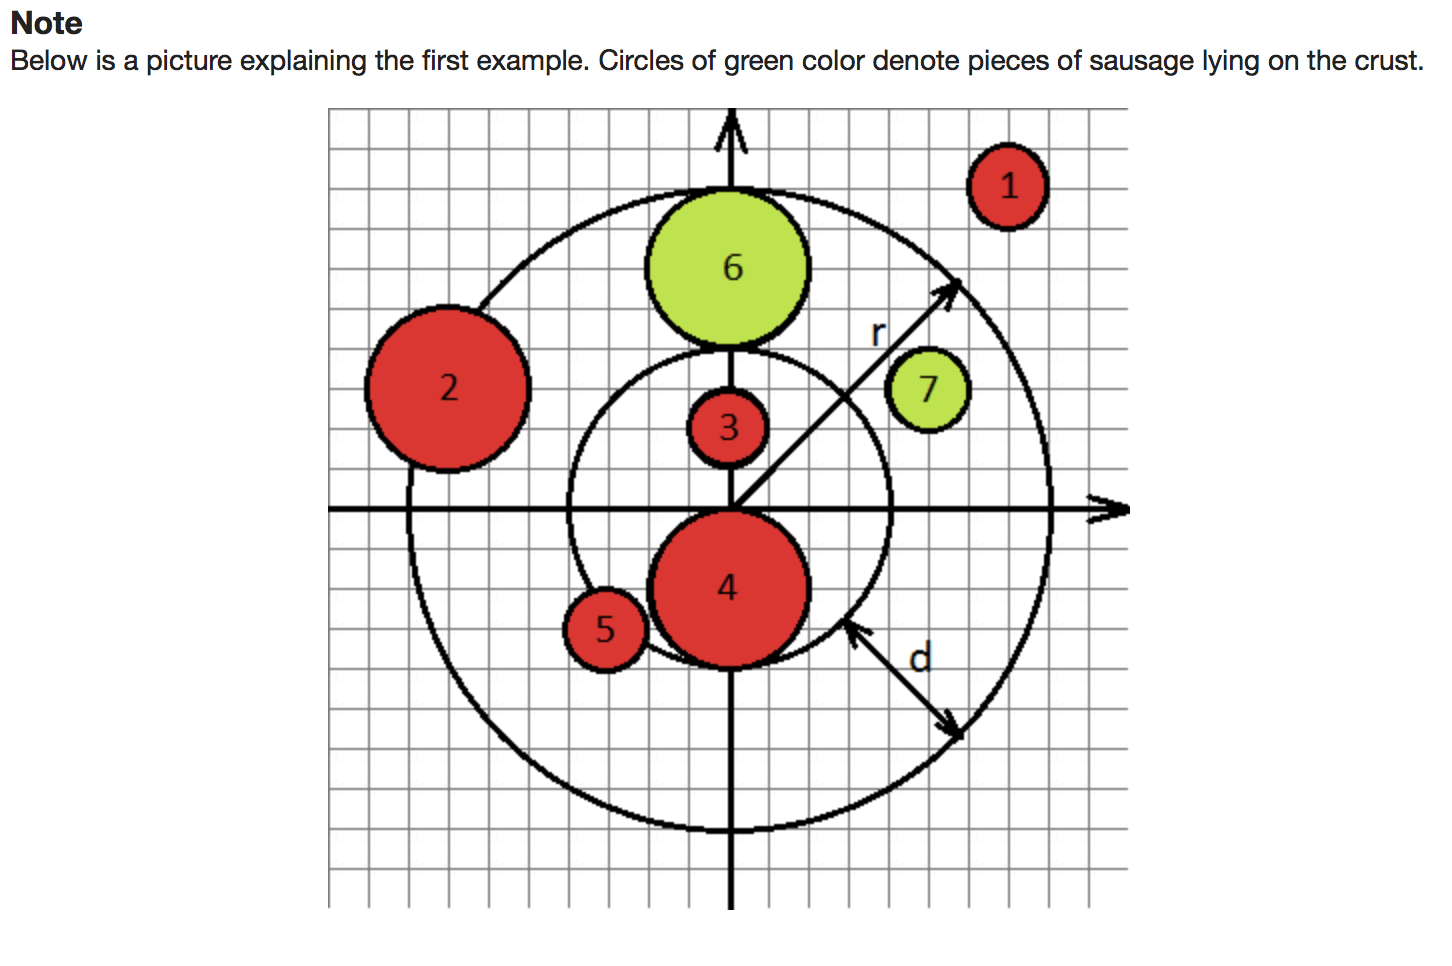 Note
Below is a picture explaining the first example. Circles of green color denote pieces of sausage lying on the crust.
1
6
r
2
7
3
4
5
d